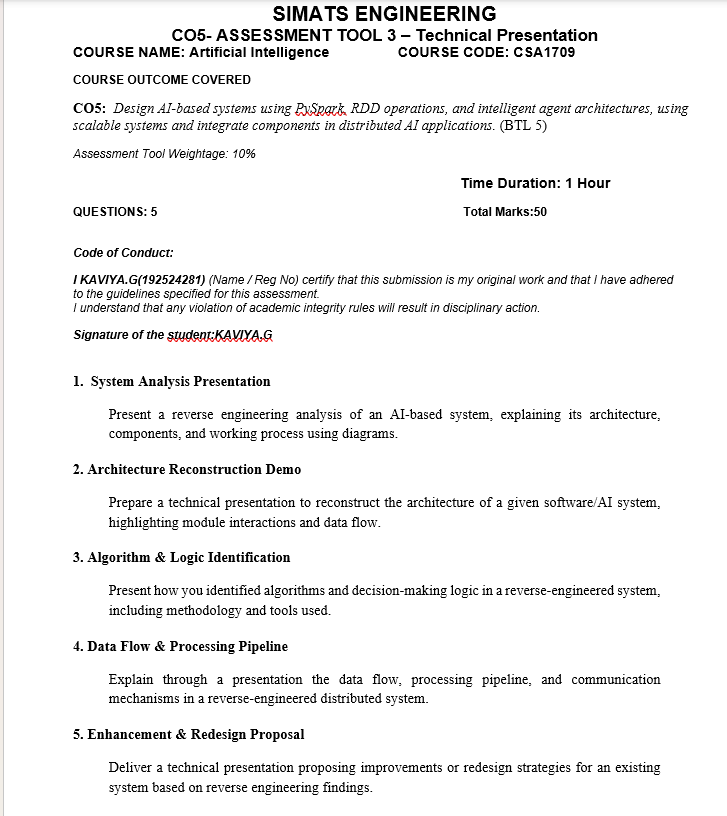 SIMATS ENGINEERING
CO5- ASSESSMENT TOOL 3 – Technical Presentation
COURSE NAME: Artificial Intelligence COURSE CODE: CSA1709
COURSE OUTCOME COVERED
CO5: Design AI-based systems using PySpark, RDD operations, and intelligent agent architectures, using
scalable systems and integrate components in distributed AI applications. (BTL 5)
Assessment Tool Weightage: 10%
Time Duration: 1 Hour
QUESTIONS: 5 Total Marks:50
Code of Conduct:
I KAVIYA.G(192524281) (Name / Reg No) certify that this submission is my original work and that I have adhered
to the guidelines specified for this assessment.
I understand that any violation of academic integrity rules will result in disciplinary action.
Signature of the student:KAVIYA.G
1. System Analysis Presentation
Present a reverse engineering analysis of an AI-based system, explaining its architecture,
components, and working process using diagrams.
2. Architecture Reconstruction Demo
Prepare a technical presentation to reconstruct the architecture of a given software/AI system,
highlighting module interactions and data flow.
3. Algorithm & Logic Identification
Present how you identified algorithms and decision-making logic in a reverse-engineered system,
including methodology and tools used.
4. Data Flow & Processing Pipeline
Explain through a presentation the data flow, processing pipeline, and communication
mechanisms in a reverse-engineered distributed system.
5. Enhancement & Redesign Proposal
Deliver a technical presentation proposing improvements or redesign strategies for an existing
system based on reverse engineering findings.